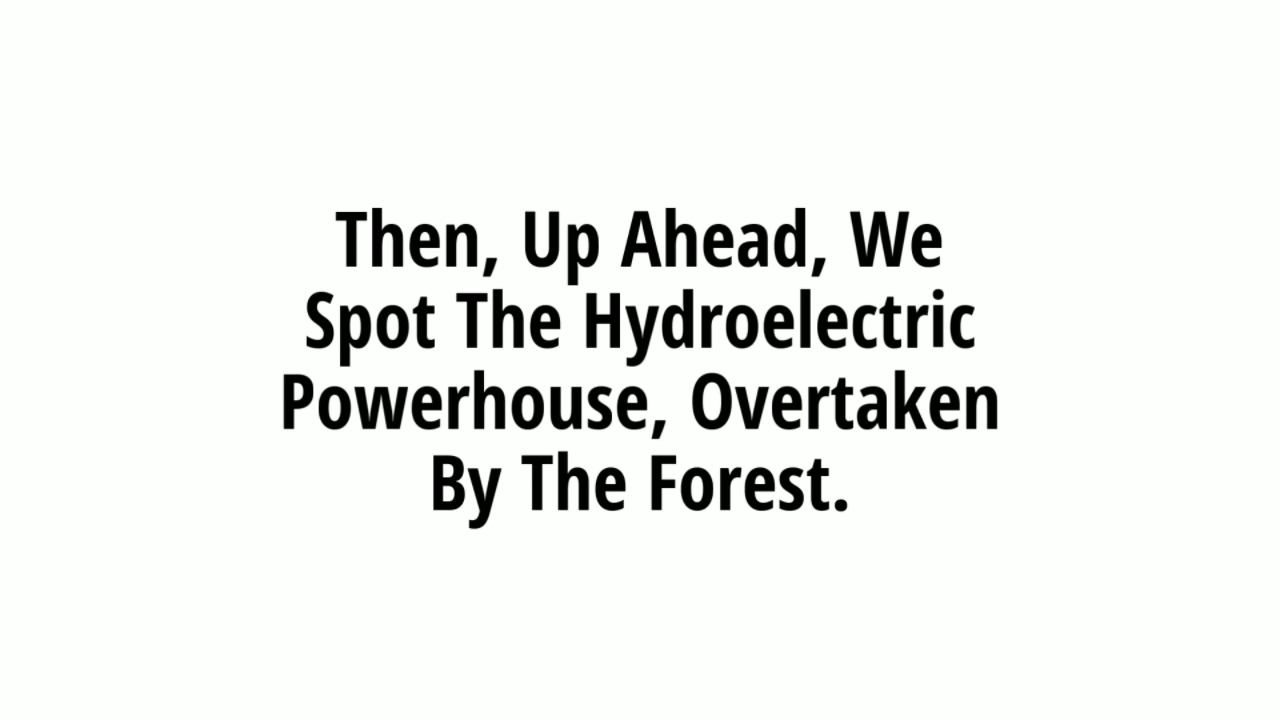 Then, Up Ahead, We
Spot The Hydroelectric
Powerhouse, Overtaken
By The Forest.